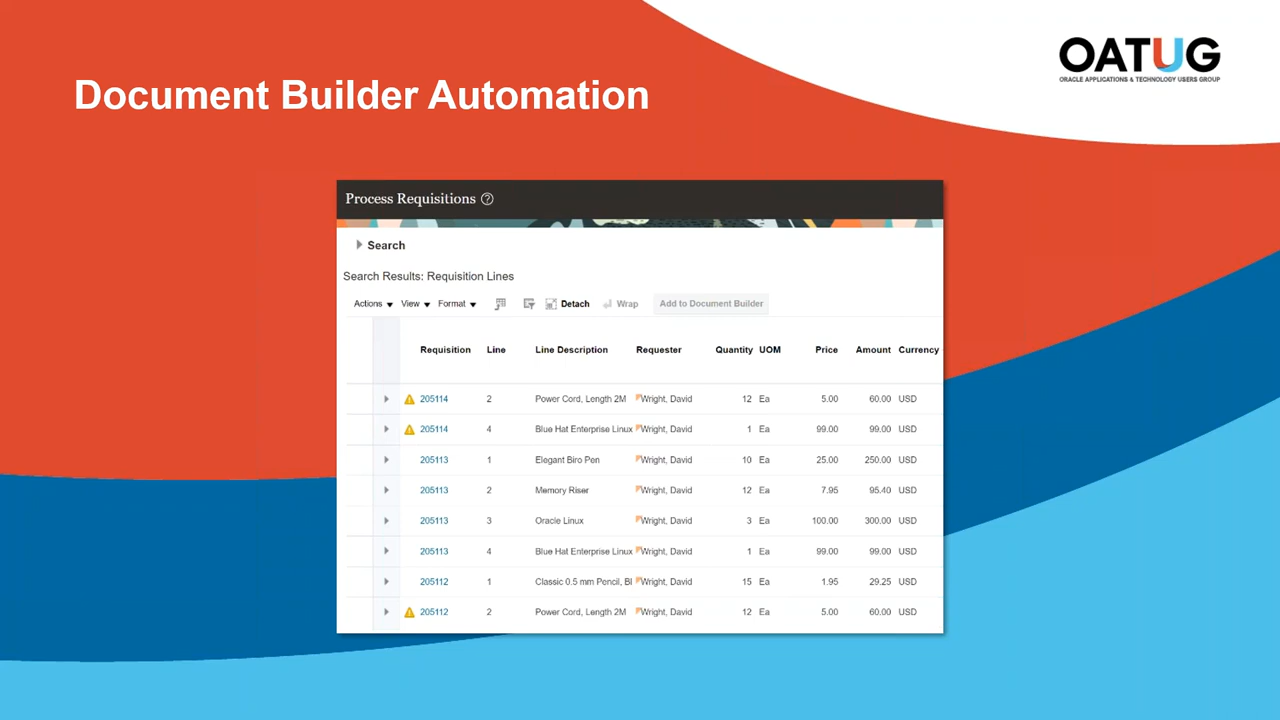 OATUG
ORACLE APPLICATIONS & TECHNOLOGY USERS GROUP
Document Builder Automation
Process Requisitions
Search
Search Results: Requisition Lines
Actions View Format Detach Wrap Add to Document Builder
Requisition Line Line Description Requester Quantity UOM Price Amount Currency
205114 2 Power Cord, Length 2M Wright, David 12 Ea 5.00 60.00 USD
205114 4 Blue Hat Enterprise Linux Wright, David 1 Ea 99.00 99.00 USD
205113 1 Elegant Biro Pen Wright, David 10 Ea 25.00 250.00 USD
205113 2 Memory Riser Wright, David 12 Ea 7.95 95.40 USD
205113 3 Oracle Linux Wright, David 3 Ea 100.00 300.00 USD
205113 4 Blue Hat Enterprise Linux Wright, David 1 Ea 99.00 99.00 USD
205112 1 Classic 0.5 mm Pencil, Bl Wright, David 15 Ea 1.95 29.25 USD
205112 2 Power Cord, Length 2M Wright, David 12 Ea 5.00 60.00 USD